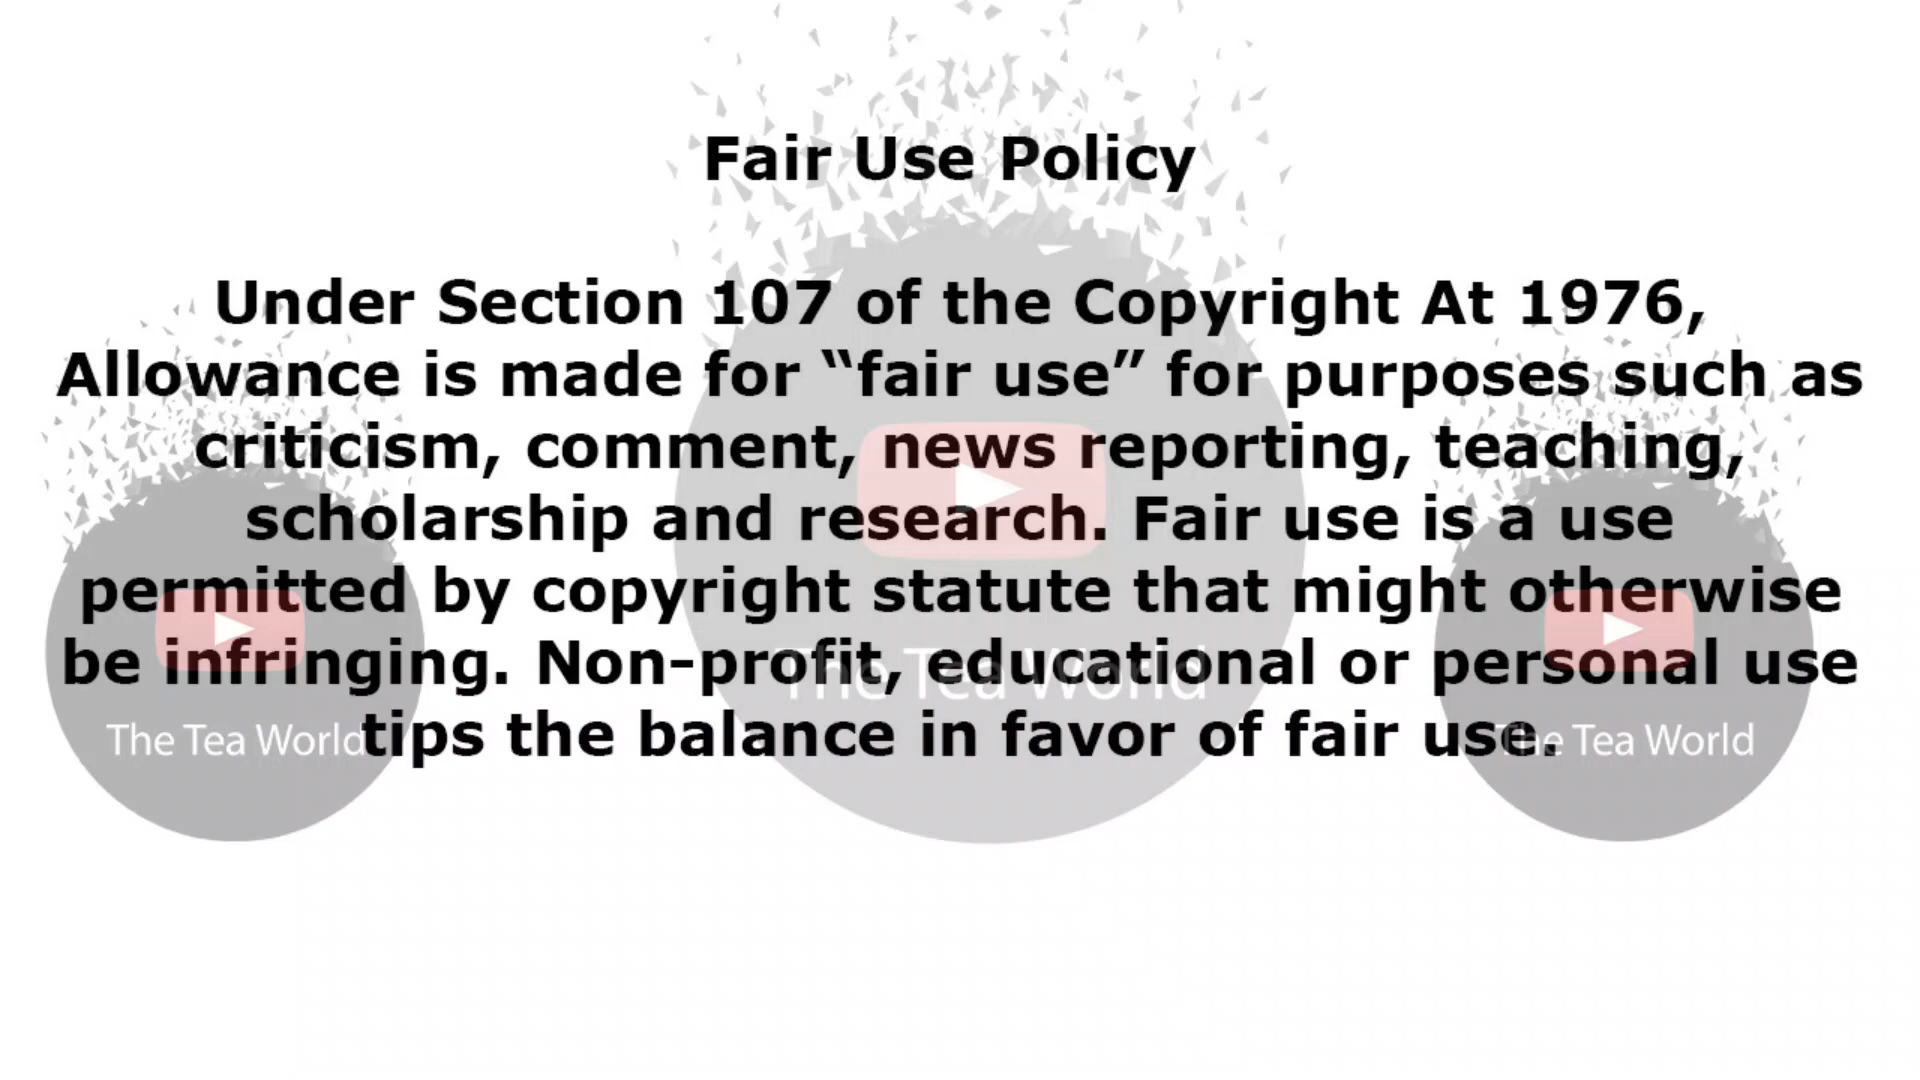 Fair Use Policy
Under Section 107 of the Copyright At 1976,
Allowance is made for “fair use” for purposes such as
criticism, comment, news reporting, teaching,
scholarship and research. Fair use is a use
permitted by copyright statute that might otherwise
be infringing. Non-profit, educational or personal use
tips the balance in favor of fair use.
The Tea World
The Tea World
The Tea World